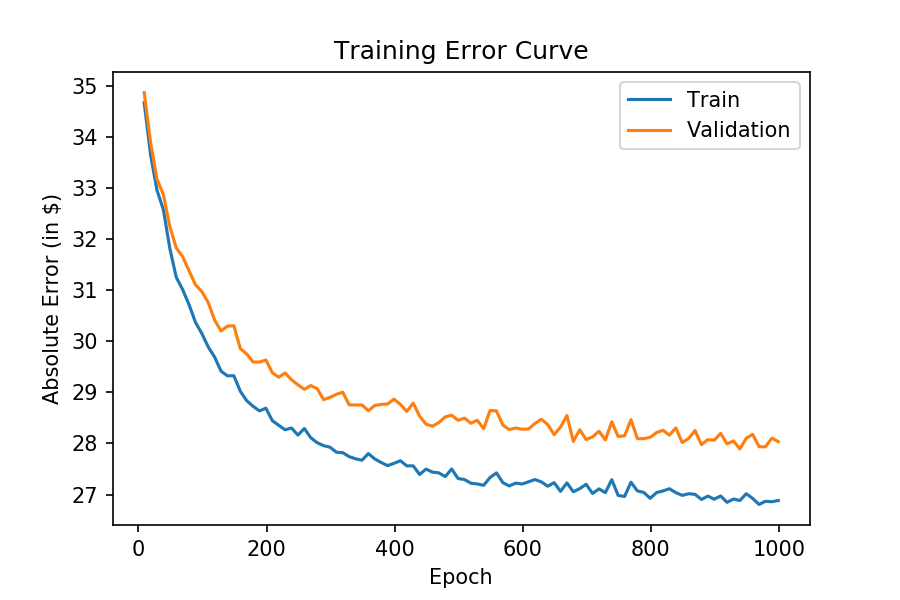 Training Error Curve
Train
Validation
Absolute Error (in $)
35
34
33
32
31
30
29
28
27
0 200 400 600 800 1000
Epoch